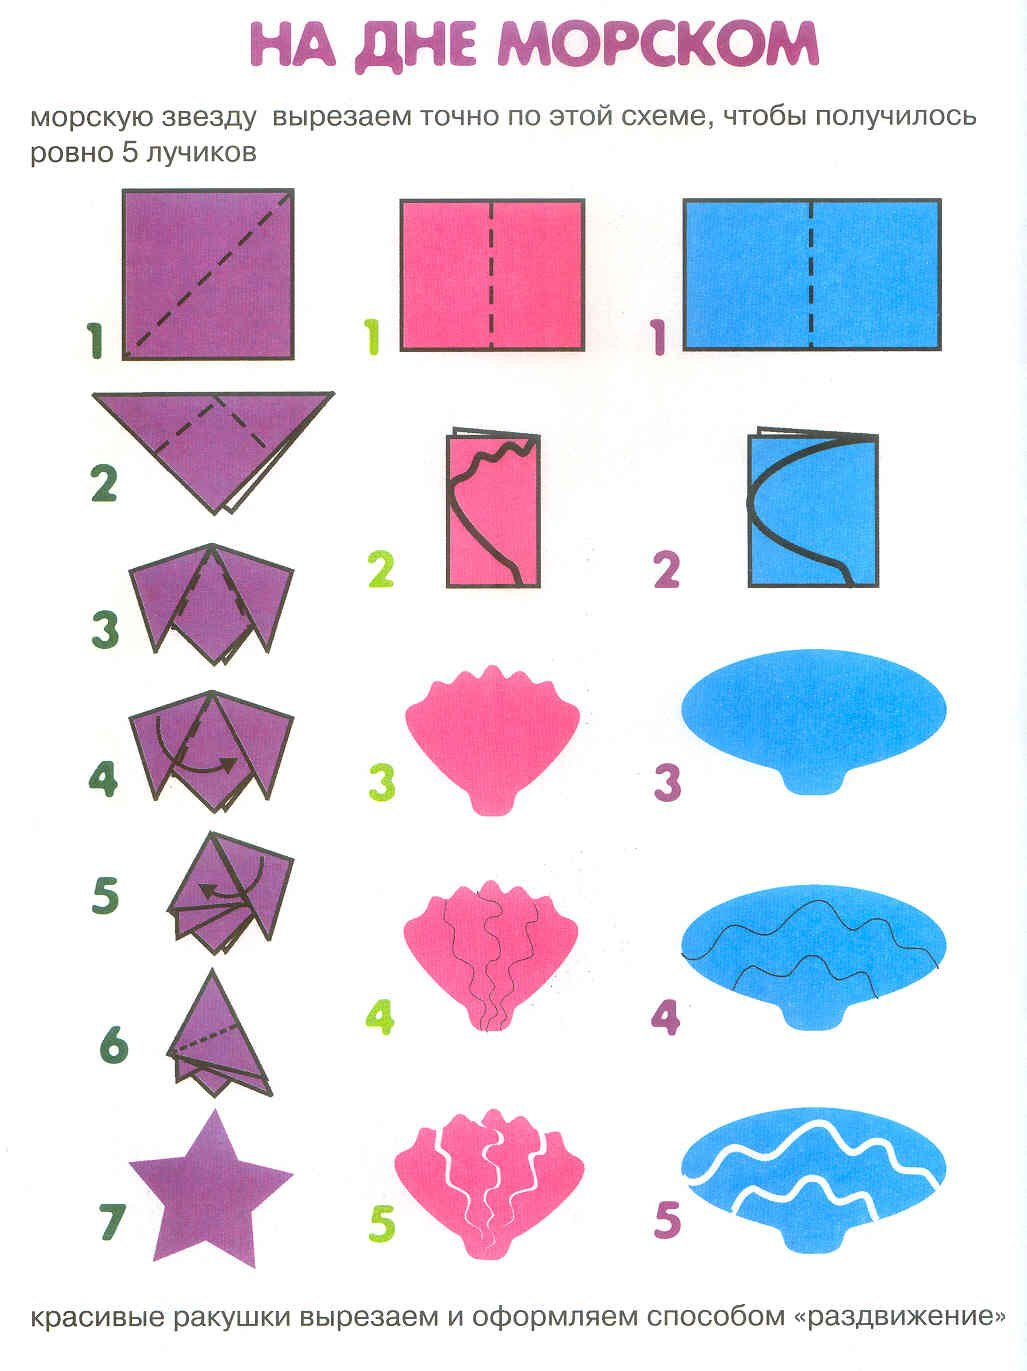 НА ДНЕ МОРСКОМ
морскую звезду вырезаем точно по этой схеме, чтобы получилось
ровно 5 лучиков
1 1 1
2
2 2
3
3 3
4
5
4 4
6
7 5 5
красивые ракушки вырезаем и оформляем способом «раздвижение»